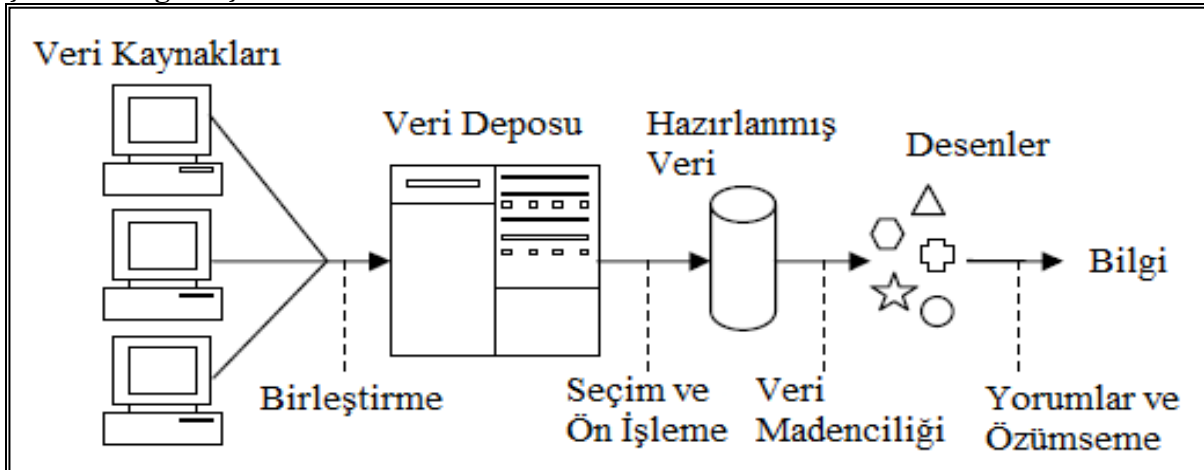 Veri Kaynakları
Veri Deposu
Hazırlanmış
Veri
Desenler
Bilgi
Birleştirme
Seçim ve
Ön İşleme
Veri
Madenciliği
Yorumlar ve
Özümseme